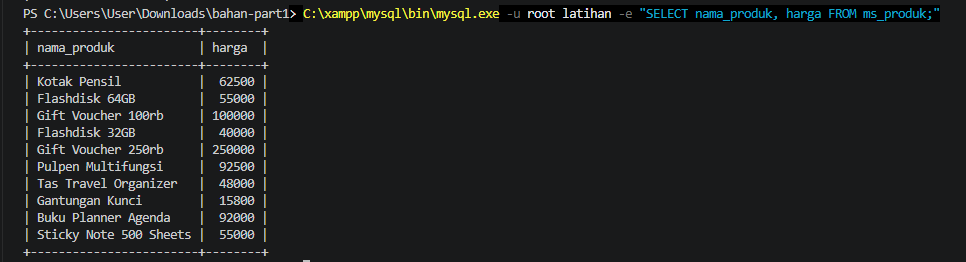 PS C:\Users\User\Downloads\bahan-part1> C:\xampp\mysql\bin\mysql.exe -u root latihan -e "SELECT nama_produk, harga FROM ms_produk;"
+-----------------------+--------+
| nama_produk           | harga  |
+-----------------------+--------+
| Kotak Pensil          |  62500 |
| Flashdisk 64GB        |  55000 |
| Gift Voucher 100rb    | 100000 |
| Flashdisk 32GB        |  40000 |
| Gift Voucher 250rb    | 250000 |
| Pulpen Multifungsi    |  92500 |
| Tas Travel Organizer  |  48000 |
| Gantungan Kunci       |  15800 |
| Buku Planner Agenda   |  92000 |
| Sticky Note 500 Sheets |  55000 |
+-----------------------+--------+